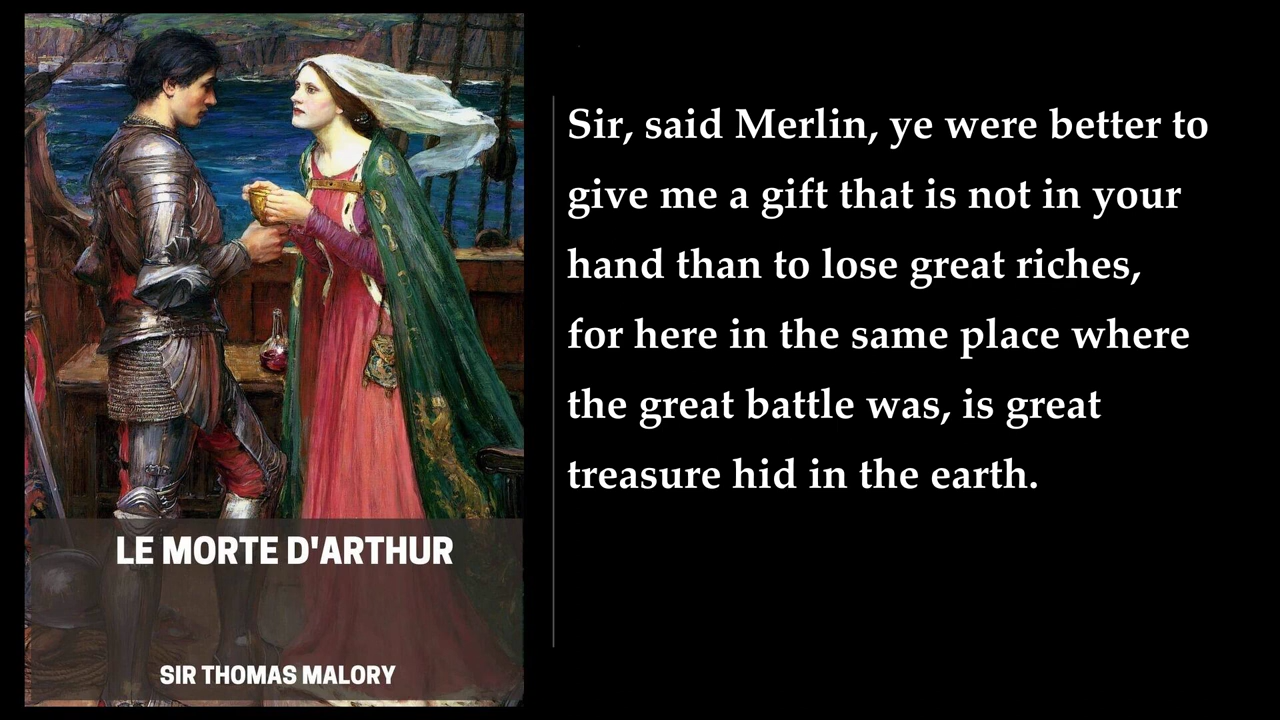 Sir, said Merlin, ye were better to
give me a gift that is not in your
hand than to lose great riches,
for here in the same place where
the great battle was, is great
treasure hid in the earth.
LE MORTE D'ARTHUR
SIR THOMAS MALORY